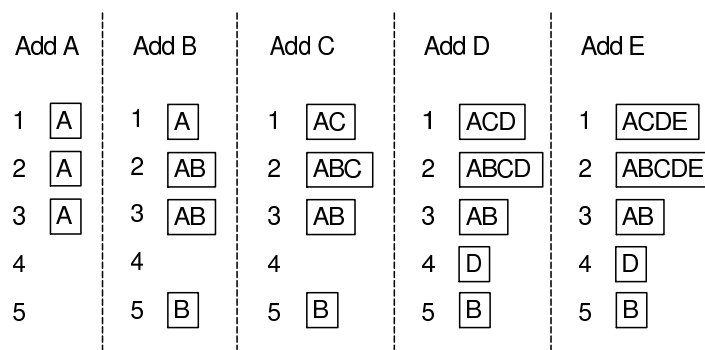 Add A Add B Add C Add D Add E
1 A 1 A 1 AC 1 ACD 1 ACDE
2 A 2 AB 2 ABC 2 ABCD 2 ABCDE
3 A 3 AB 3 AB 3 AB 3 AB
4 4 4 4 D 4 D
5 5 B 5 B 5 B 5 B